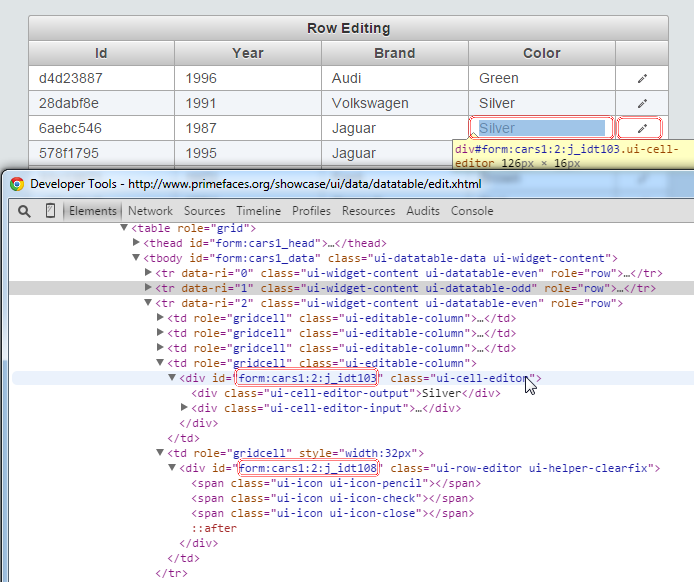 Row Editing
Id Year Brand Color
d4d23887 1996 Audi Green
28dabf8e 1991 Volkswagen Silver
6aebc546 1987 Jaguar Silver
578f1795 1995 Jaguar
div#form:cars1:2:j_idt103.ui-cell-
editor 126px × 16px
Developer Tools - http://www.primefaces.org/showcase/ui/data/datatable/edit.xhtml
Elements Network Sources Timeline Profiles Resources Audits Console
▼<table role="grid">
▶<thead id="form:cars1_head">…</thead>
▼<tbody id="form:cars1_data" class="ui-datatable-data ui-widget-content">
▶<tr data-ri="0" class="ui-widget-content ui-datatable-even" role="row">…</tr>
▶<tr data-ri="1" class="ui-widget-content ui-datatable-odd" role="row">…</tr>
▼<tr data-ri="2" class="ui-widget-content ui-datatable-even" role="row">
▶<td role="gridcell" class="ui-editable-column">…</td>
▶<td role="gridcell" class="ui-editable-column">…</td>
▶<td role="gridcell" class="ui-editable-column">…</td>
▼<td role="gridcell" class="ui-editable-column">
▼<div id="form:cars1:2:j_idt103" class="ui-cell-editor">
<div class="ui-cell-editor-output">Silver</div>
▶<div class="ui-cell-editor-input">…</div>
</div>
</td>
▼<td role="gridcell" style="width:32px">
▼<div id="form:cars1:2:j_idt108" class="ui-row-editor ui-helper-clearfix">
<span class="ui-icon ui-icon-pencil"></span>
<span class="ui-icon ui-icon-check"></span>
<span class="ui-icon ui-icon-close"></span>
::after
</div>
</td>
</tr>